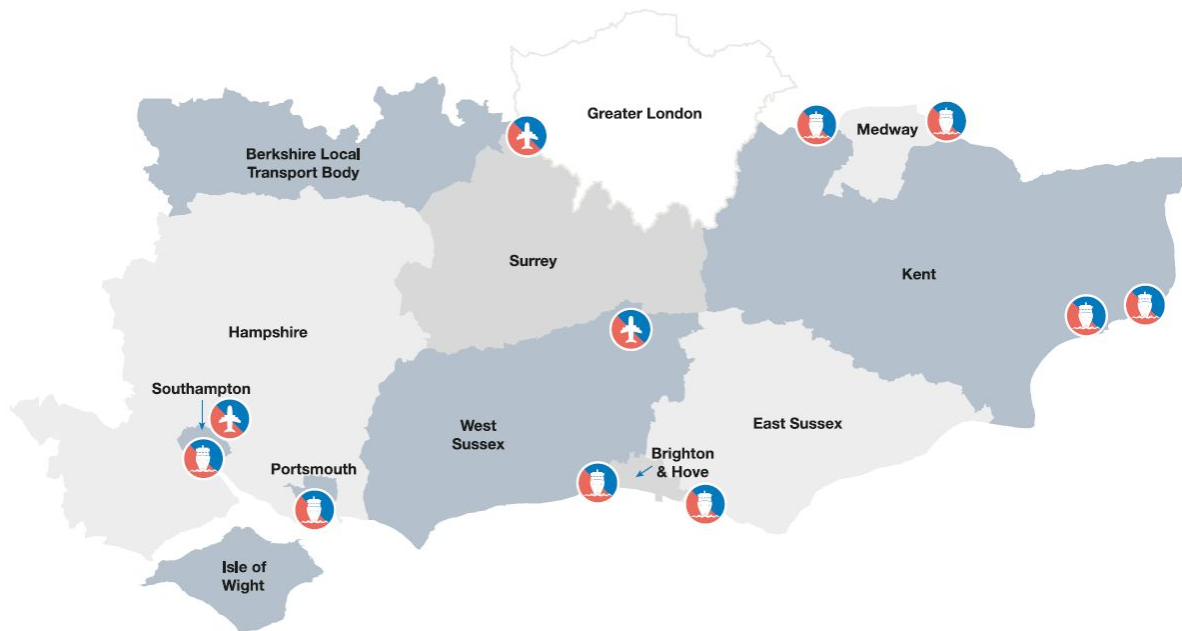 Greater London
Medway
Berkshire Local
Transport Body
Surrey
Kent
Hampshire
Southampton
West
Sussex
East Sussex
Brighton
& Hove
Portsmouth
Isle of
Wight